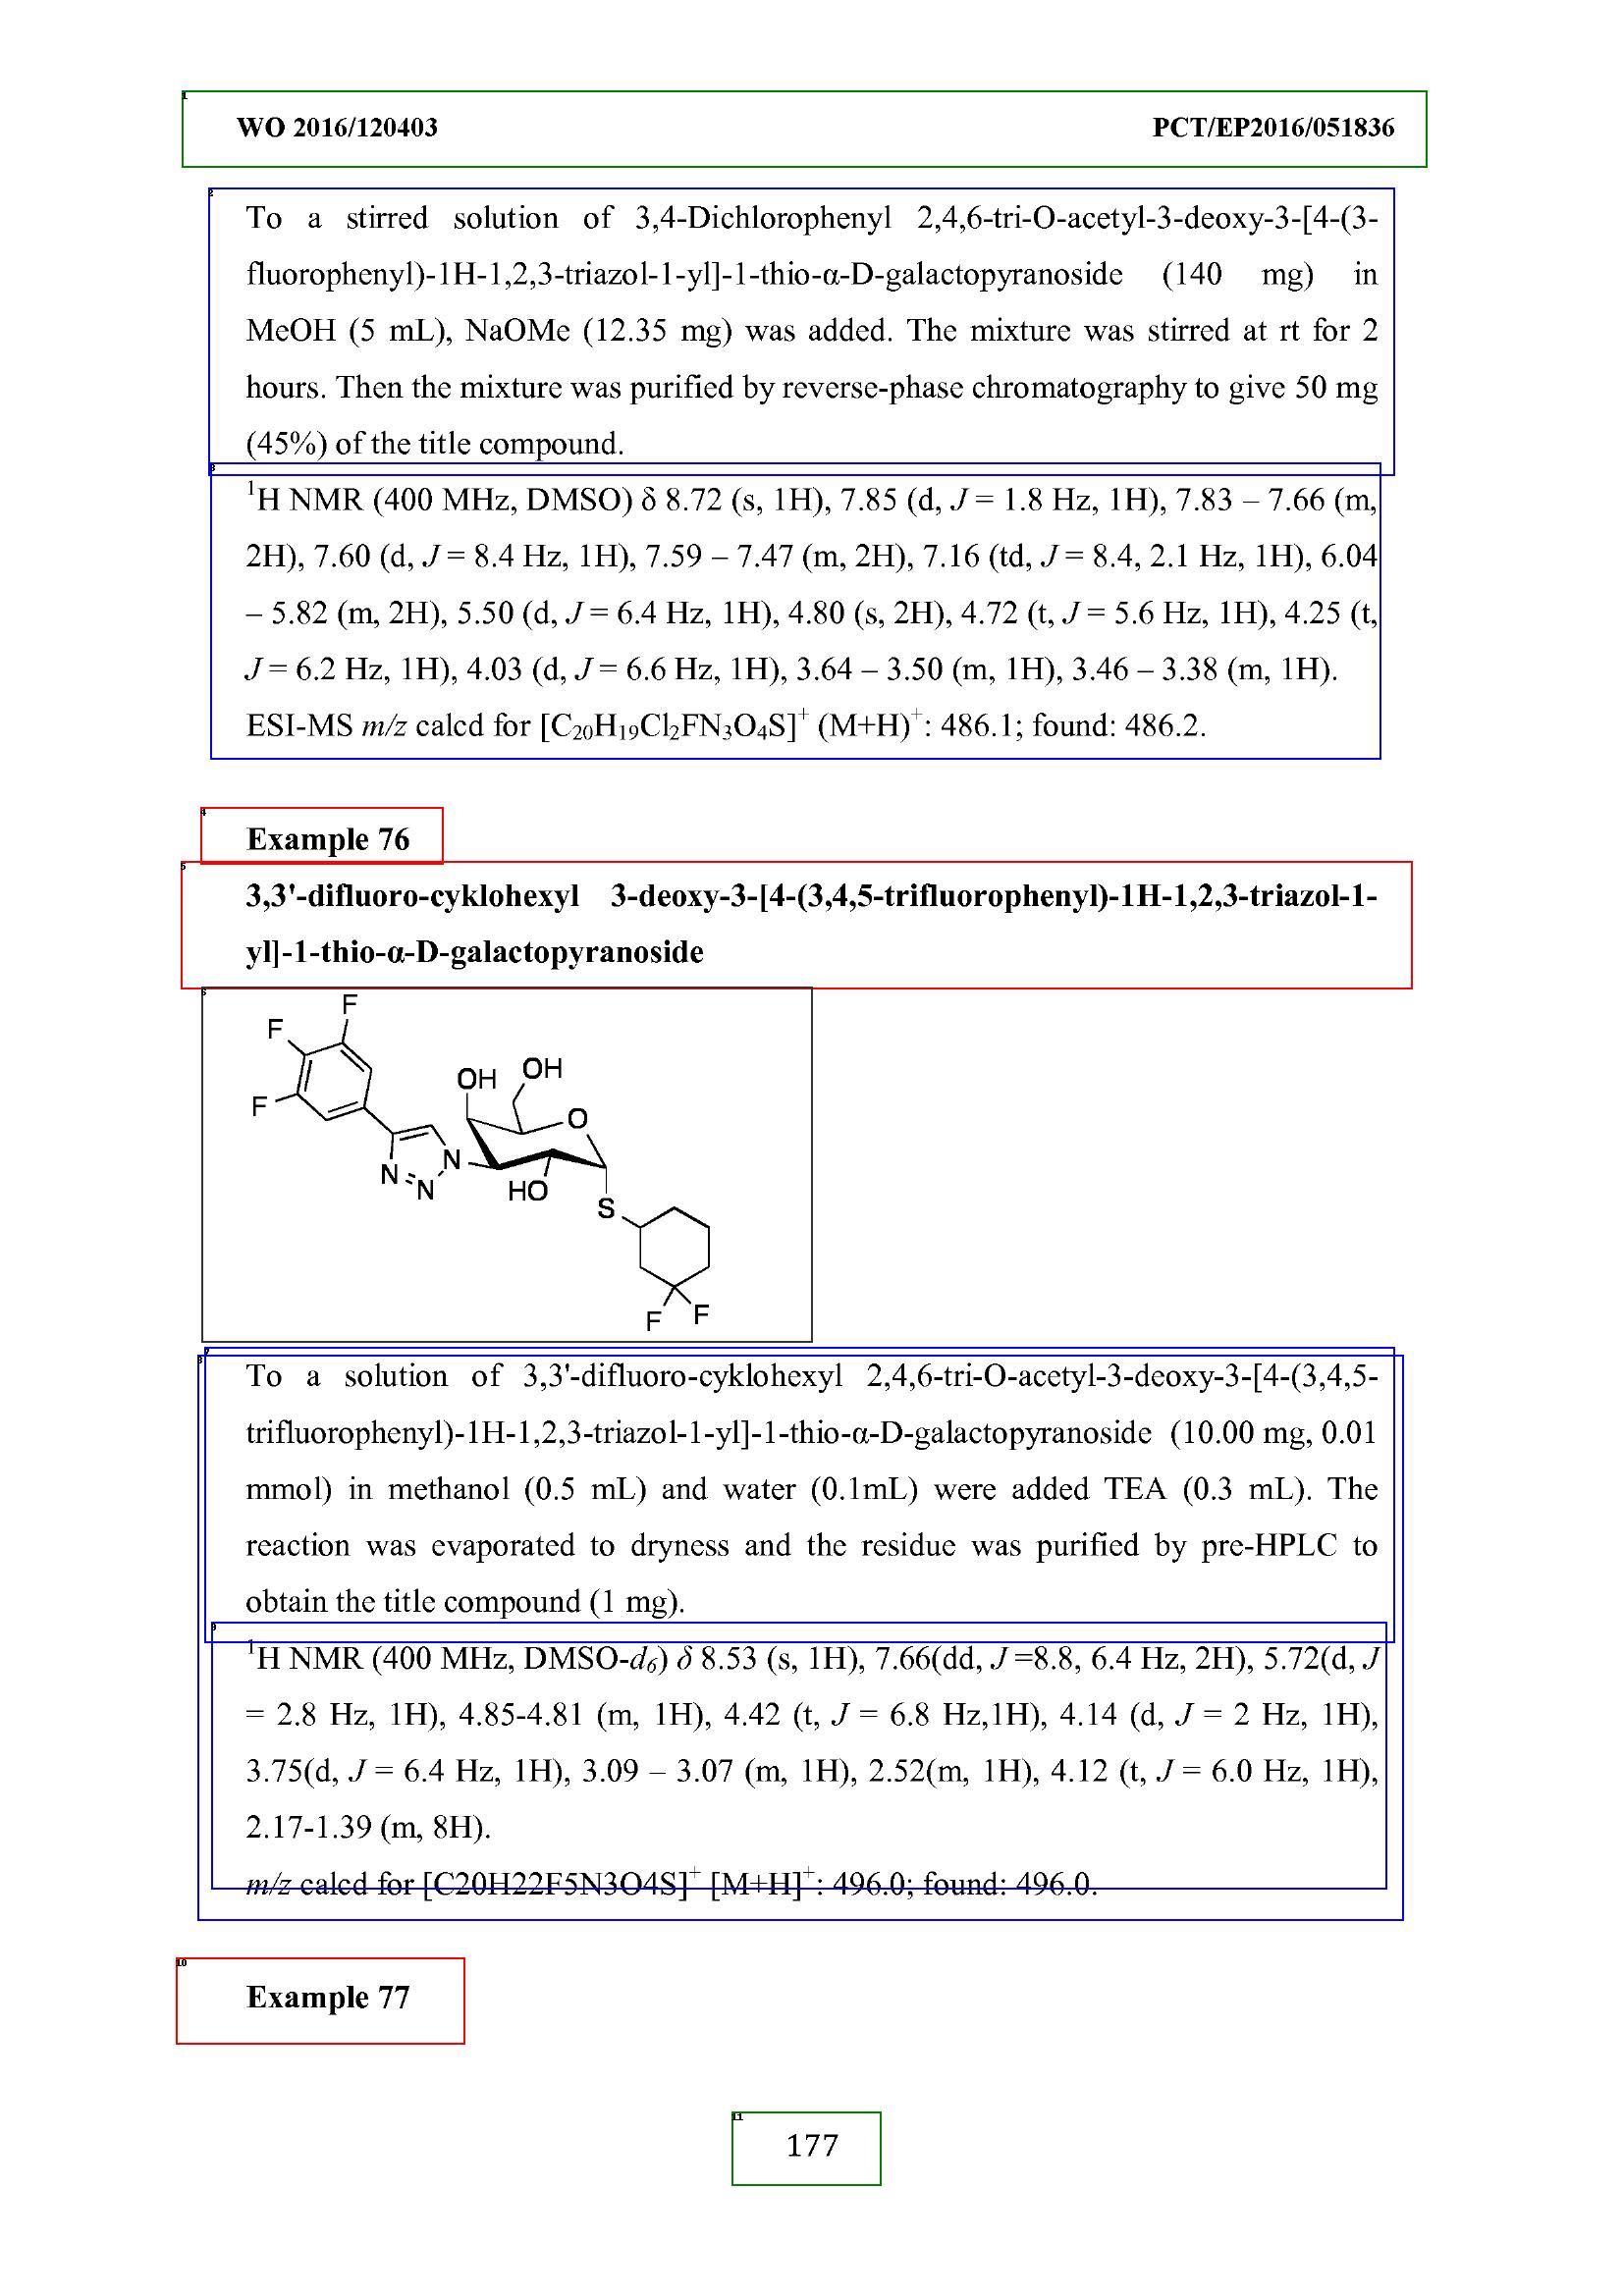 1
WO 2016/120403 PCT/EP2016/051836
2
To a stirred solution of 3,4-Dichlorophenyl 2,4,6-tri-O-acetyl-3-deoxy-3-[4-(3-
fluorophenyl)-1H-1,2,3-triazol-1-yl]-1-thio-α-D-galactopyranoside (140 mg) in
MeOH (5 mL), NaOMe (12.35 mg) was added. The mixture was stirred at rt for 2
hours. Then the mixture was purified by reverse-phase chromatography to give 50 mg
(45%) of the title compound.
3
¹H NMR (400 MHz, DMSO) δ 8.72 (s, 1H), 7.85 (d, J = 1.8 Hz, 1H), 7.83 – 7.66 (m,
2H), 7.60 (d, J = 8.4 Hz, 1H), 7.59 – 7.47 (m, 2H), 7.16 (td, J = 8.4, 2.1 Hz, 1H), 6.04
– 5.82 (m, 2H), 5.50 (d, J = 6.4 Hz, 1H), 4.80 (s, 2H), 4.72 (t, J = 5.6 Hz, 1H), 4.25 (t,
J = 6.2 Hz, 1H), 4.03 (d, J = 6.6 Hz, 1H), 3.64 – 3.50 (m, 1H), 3.46 – 3.38 (m, 1H).
ESI-MS m/z calcd for [C₂₀H₁₉Cl₂FN₃O₄S]⁺ (M+H)⁺: 486.1; found: 486.2.
4
Example 76
5
3,3'-difluoro-cyklohexyl 3-deoxy-3-[4-(3,4,5-trifluorophenyl)-1H-1,2,3-triazol-1-
yl]-1-thio-α-D-galactopyranoside
6
F
F
OH
OH
F
O
N
N
N
HO
S
F
F
7
8
To a solution of 3,3'-difluoro-cyklohexyl 2,4,6-tri-O-acetyl-3-deoxy-3-[4-(3,4,5-
trifluorophenyl)-1H-1,2,3-triazol-1-yl]-1-thio-α-D-galactopyranoside (10.00 mg, 0.01
mmol) in methanol (0.5 mL) and water (0.1mL) were added TEA (0.3 mL). The
reaction was evaporated to dryness and the residue was purified by pre-HPLC to
obtain the title compound (1 mg).
9
¹H NMR (400 MHz, DMSO-d₆) δ 8.53 (s, 1H), 7.66(dd, J =8.8, 6.4 Hz, 2H), 5.72(d, J
= 2.8 Hz, 1H), 4.85-4.81 (m, 1H), 4.42 (t, J = 6.8 Hz,1H), 4.14 (d, J = 2 Hz, 1H),
3.75(d, J = 6.4 Hz, 1H), 3.09 – 3.07 (m, 1H), 2.52(m, 1H), 4.12 (t, J = 6.0 Hz, 1H),
2.17-1.39 (m, 8H).
m/z calcd for [C20H22F5N3O4S]⁺ [M+H]⁺: 496.0; found: 496.0.
10
Example 77
11
177